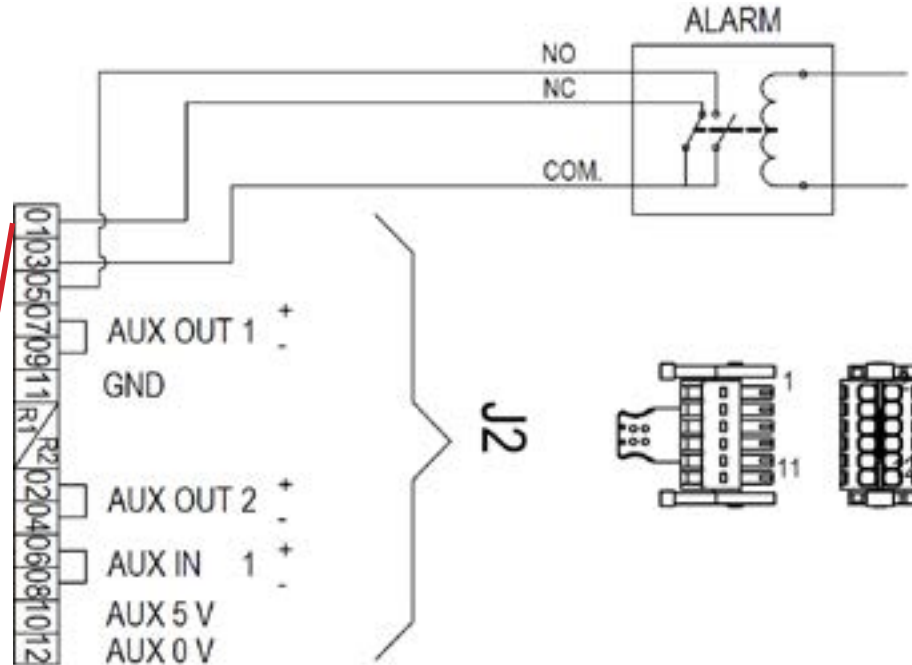 ALARM
NO
NC
COM.
01
03
05
07
09
11
R1
R2
02
04
06
08
10
12
AUX OUT 1 + -
GND
AUX OUT 2 + -
AUX IN 1 + -
AUX 5 V
AUX 0 V
J2
1
11